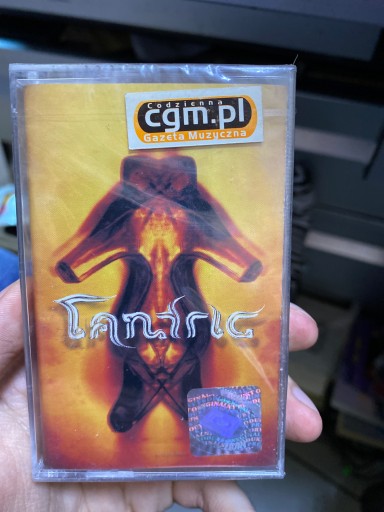 Codzienna
cgm.pl
Gazeta Muzyczna
Tantric